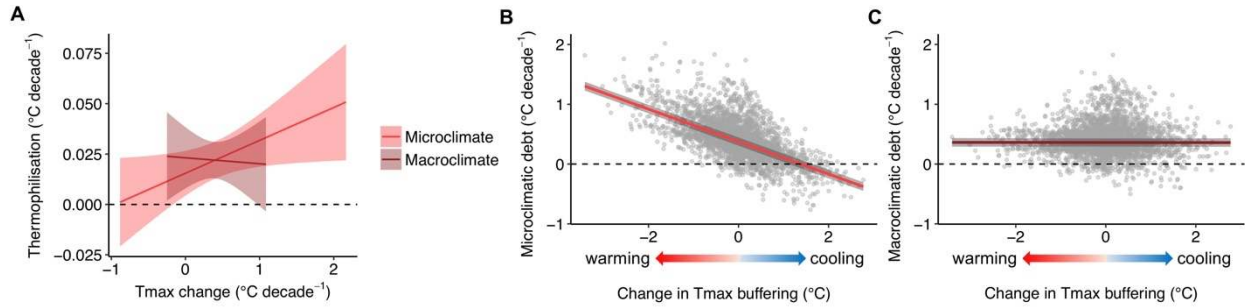 A
Thermophilisation (°C decade⁻¹)
0.075
0.050
0.025
0.000
−0.025
−1
0
1
2
Tmax change (°C decade⁻¹)
Microclimate
Macroclimate
B
Microclimatic debt (°C decade⁻¹)
2
1
0
−1
−2
0
2
warming
cooling
Change in Tmax buffering (°C)
C
Macroclimatic debt (°C decade⁻¹)
2
1
0
−1
−2
0
2
warming
cooling
Change in Tmax buffering (°C)